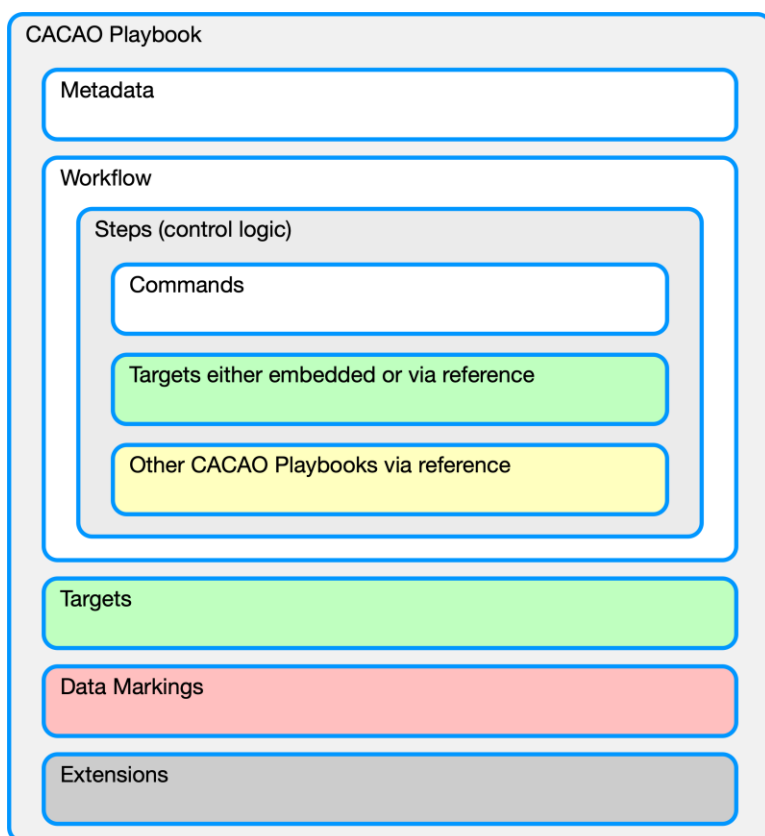 CACAO Playbook
Metadata
Workflow
Steps (control logic)
Commands
Targets either embedded or via reference
Other CACAO Playbooks via reference
Targets
Data Markings
Extensions